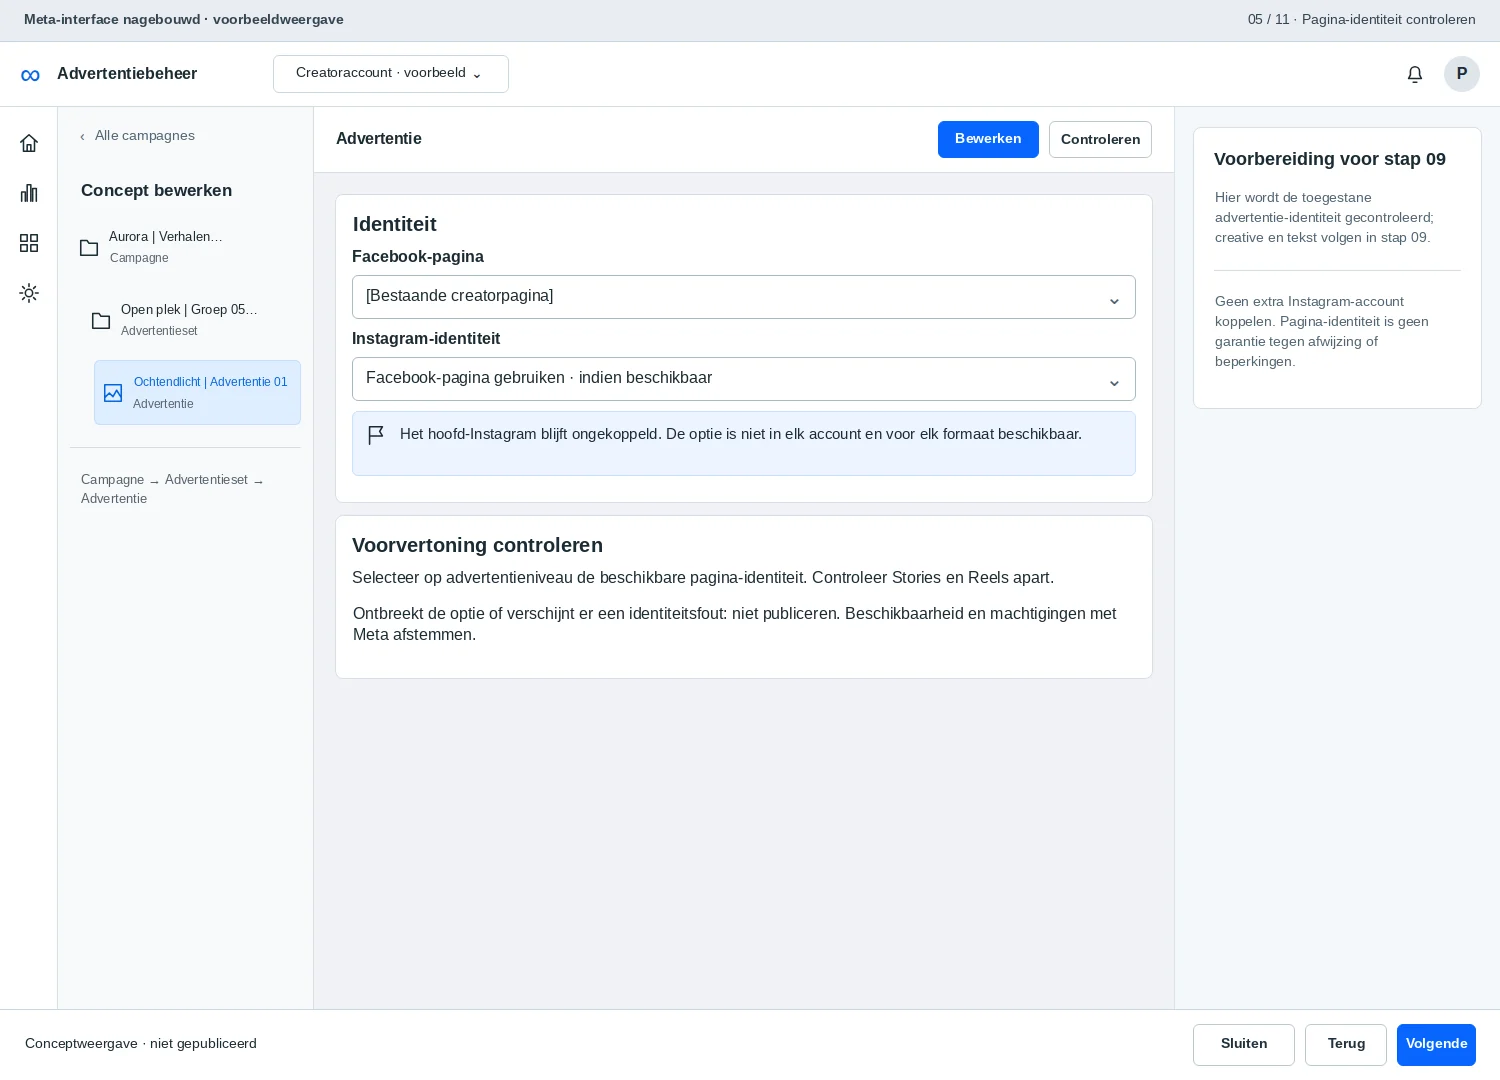 Meta-interface nagebouwd · voorbeeldweergave
05 / 11 · Pagina-identiteit controleren
Advertentiebeheer
Creatoraccount · voorbeeld
P
‹ Alle campagnes
Concept bewerken
Aurora | Verhalen…
Campagne
Open plek | Groep 05…
Advertentieset
Ochtendlicht | Advertentie 01
Advertentie
Campagne → Advertentieset →
Advertentie
Advertentie
Bewerken
Controleren
Identiteit
Facebook-pagina
[Bestaande creatorpagina]
Instagram-identiteit
Facebook-pagina gebruiken · indien beschikbaar
Het hoofd-Instagram blijft ongekoppeld. De optie is niet in elk account en voor elk formaat beschikbaar.
Voorvertoning controleren
Selecteer op advertentieniveau de beschikbare pagina-identiteit. Controleer Stories en Reels apart.
Ontbreekt de optie of verschijnt er een identiteitsfout: niet publiceren. Beschikbaarheid en machtigingen met
Meta afstemmen.
Voorbereiding voor stap 09
Hier wordt de toegestane
advertentie-identiteit gecontroleerd;
creative en tekst volgen in stap 09.
Geen extra Instagram-account
koppelen. Pagina-identiteit is geen
garantie tegen afwijzing of
beperkingen.
Conceptweergave · niet gepubliceerd
Sluiten
Terug
Volgende